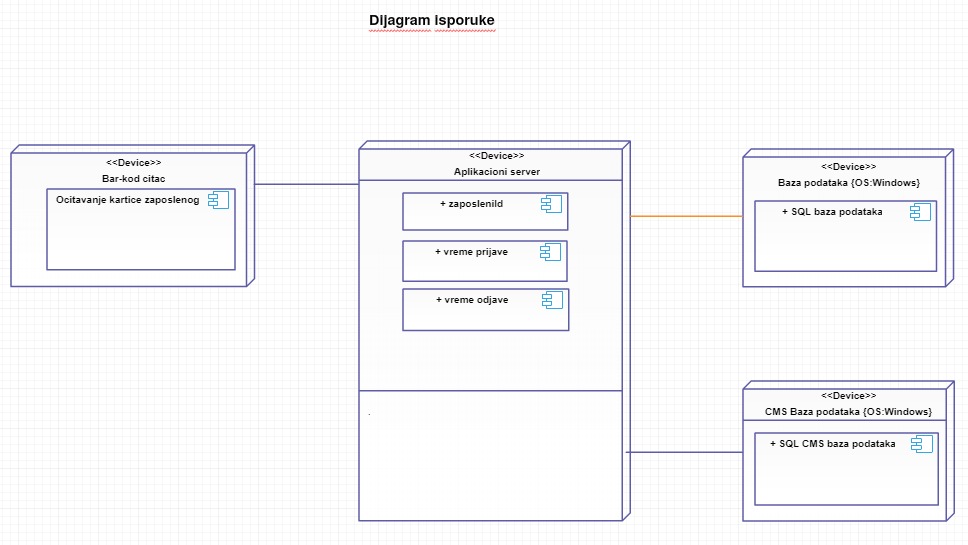 Dijagram isporuke
<<Device>>
Bar-kod citac
Ocitavanje kartice zaposlenog
<<Device>>
Aplikacioni server
+ zaposleniId
+ vreme prijave
+ vreme odjave
.
<<Device>>
Baza podataka {OS:Windows}
+ SQL baza podataka
<<Device>>
CMS Baza podataka {OS:Windows}
+ SQL CMS baza podataka